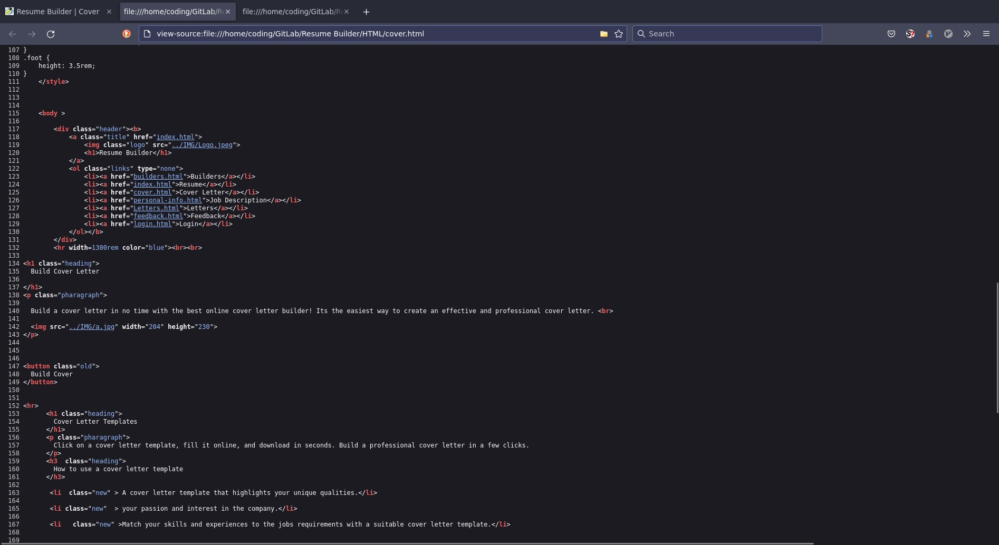 Resume Builder | Cover
file:///home/coding/GitLab/Re
file:///home/coding/GitLab/Re
view-source:file:///home/coding/GitLab/Resume Builder/HTML/cover.html
Search
107 }
108 .foot {
109     height: 3.5rem;
110 }
111     </style>
112
113
114
115     <body >
116
117         <div class="header"><b>
118             <a class="title" href="index.html">
119                 <img class="logo" src="../IMG/Logo.jpeg">
120                 <h1>Resume Builder</h1>
121             </a>
122             <ol class="links" type="none">
123                 <li><a href="builders.html">Builders</a></li>
124                 <li><a href="index.html">Resume</a></li>
125                 <li><a href="cover.html">Cover Letter</a></li>
126                 <li><a href="personal-info.html">Job Description</a></li>
127                 <li><a href="Letters.html">Letters</a></li>
128                 <li><a href="feedback.html">Feedback</a></li>
129                 <li><a href="login.html">Login</a></li>
130             </ol></b>
131         </div>
132         <hr width=1300rem color="blue"><br><br>
133
134 <h1 class="heading">
135   Build Cover Letter
136
137 </h1>
138 <p class="pharagraph">
139
140   Build a cover letter in no time with the best online cover letter builder! Its the easiest way to create an effective and professional cover letter. <br>
141
142   <img src="../IMG/a.jpg" width="204" height="230">
143 </p>
144
145
146
147 <button class="old">
148   Build Cover
149 </button>
150
151
152 <hr>
153       <h1 class="heading">
154         Cover Letter Templates
155       </h1>
156       <p class="pharagraph">
157         Click on a cover letter template, fill it online, and download in seconds. Build a professional cover letter in a few clicks.
158       </p>
159       <h3  class="heading">
160         How to use a cover letter template
161       </h3>
162
163        <li  class="new" > A cover letter template that highlights your unique qualities.</li>
164
165        <li class="new"  > your passion and interest in the company.</li>
166
167        <li   class="new" >Match your skills and experiences to the jobs requirements with a suitable cover letter template.</li>
168
169